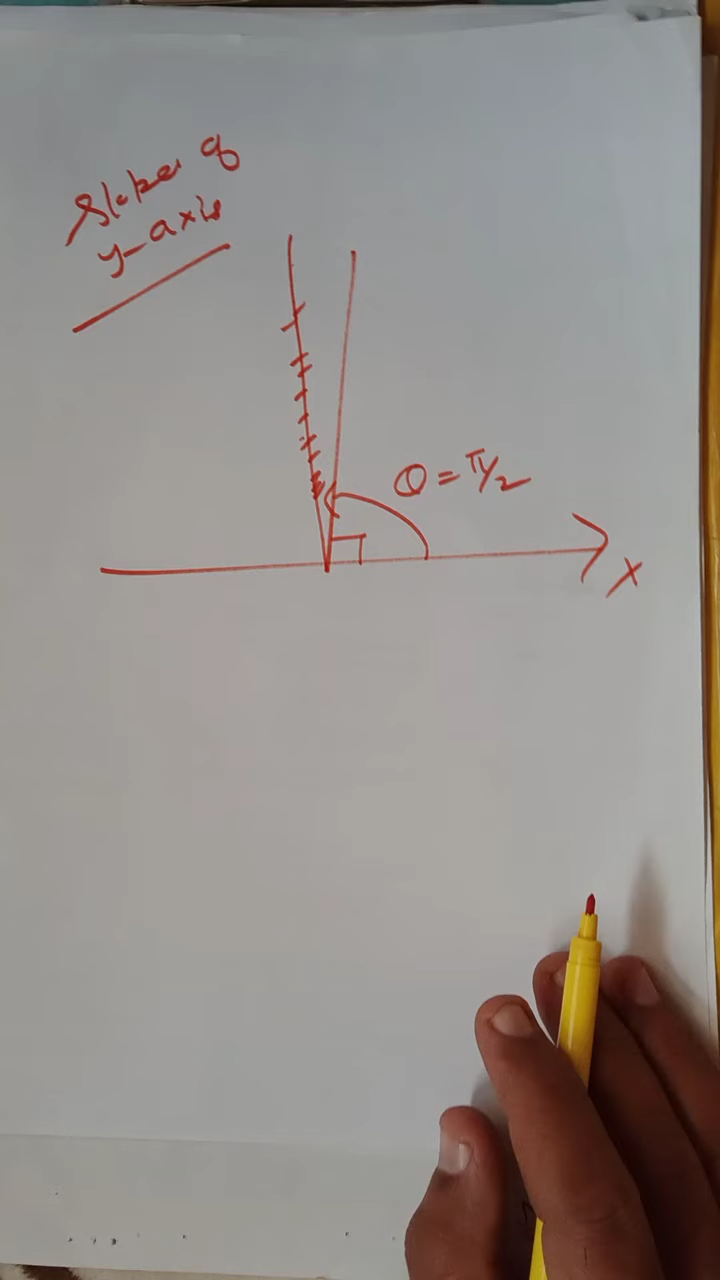 Slope of
y-axis
θ = π/2
X